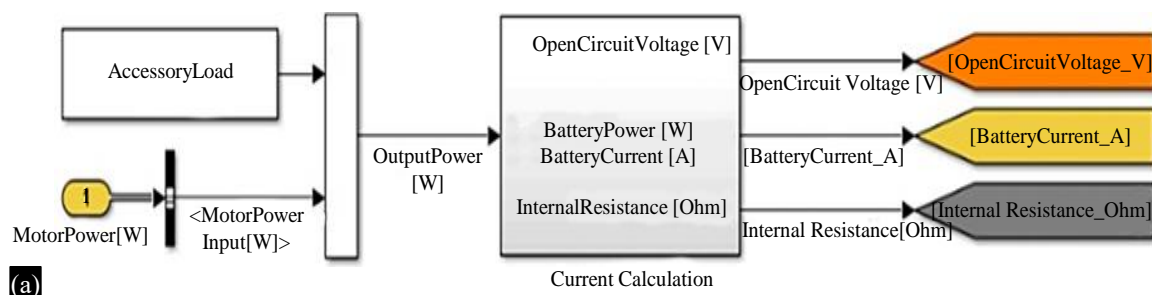 AccessoryLoad
1
MotorPower[W]
<MotorPower
Input[W]>
OutputPower
[W]
OpenCircuitVoltage [V]
BatteryPower [W]
BatteryCurrent [A]
InternalResistance [Ohm]
Current Calculation
OpenCircuit Voltage [V]
[BatteryCurrent_A]
Internal Resistance[Ohm]
[OpenCircuitVoltage_V]
[BatteryCurrent_A]
[Internal Resistance_Ohm]
(a)